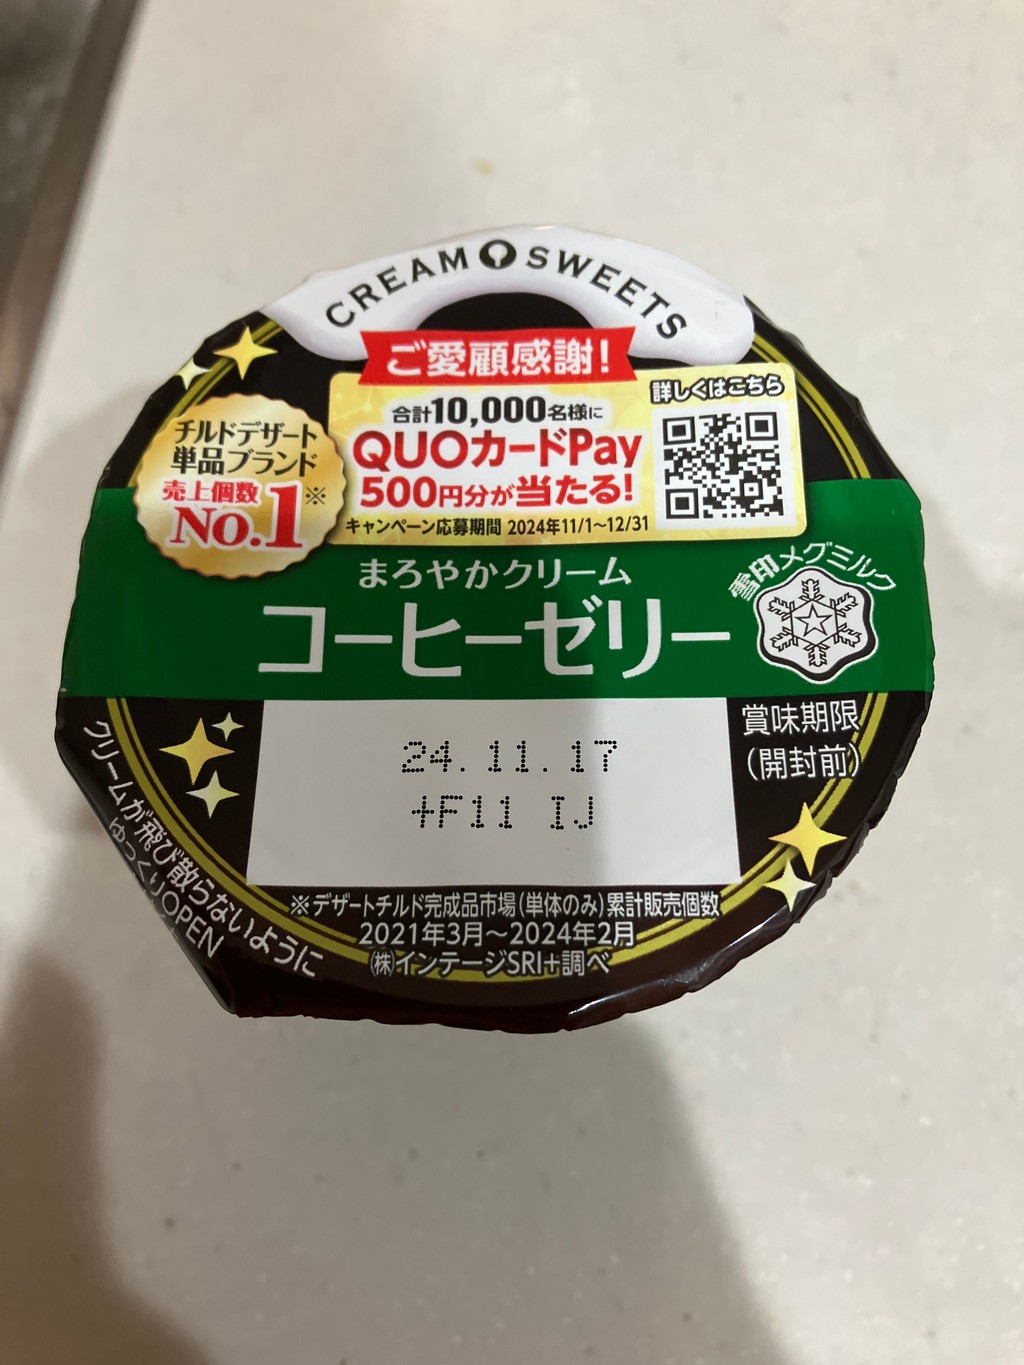 CREAM SWEETS
ご愛顧感謝!
合計10,000名様に
QUOカードPay
500円分が当たる!
キャンペーン応募期間 2024年11/1~12/31
詳しくはこちら
チルドデザート
単品ブランド
売上個数
No.1※
まろやかクリーム
コーヒーゼリー
雪印メグミルク
賞味期限
(開封前)
24.11.17
+F11 IJ
クリームが飛び散らないように
ゆっくりOPEN
※デザートチルド完成品市場(単体のみ)累計販売個数
2021年3月~2024年2月
㈱インテージSRI+調べ